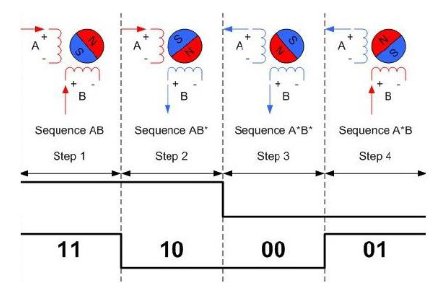 A + - N S + - B
A + - S N + - B
A + - N S + - B
A + - S N + - B
Sequence AB Sequence AB* Sequence A*B* Sequence A*B
Step 1 Step 2 Step 3 Step 4
11 10 00 01